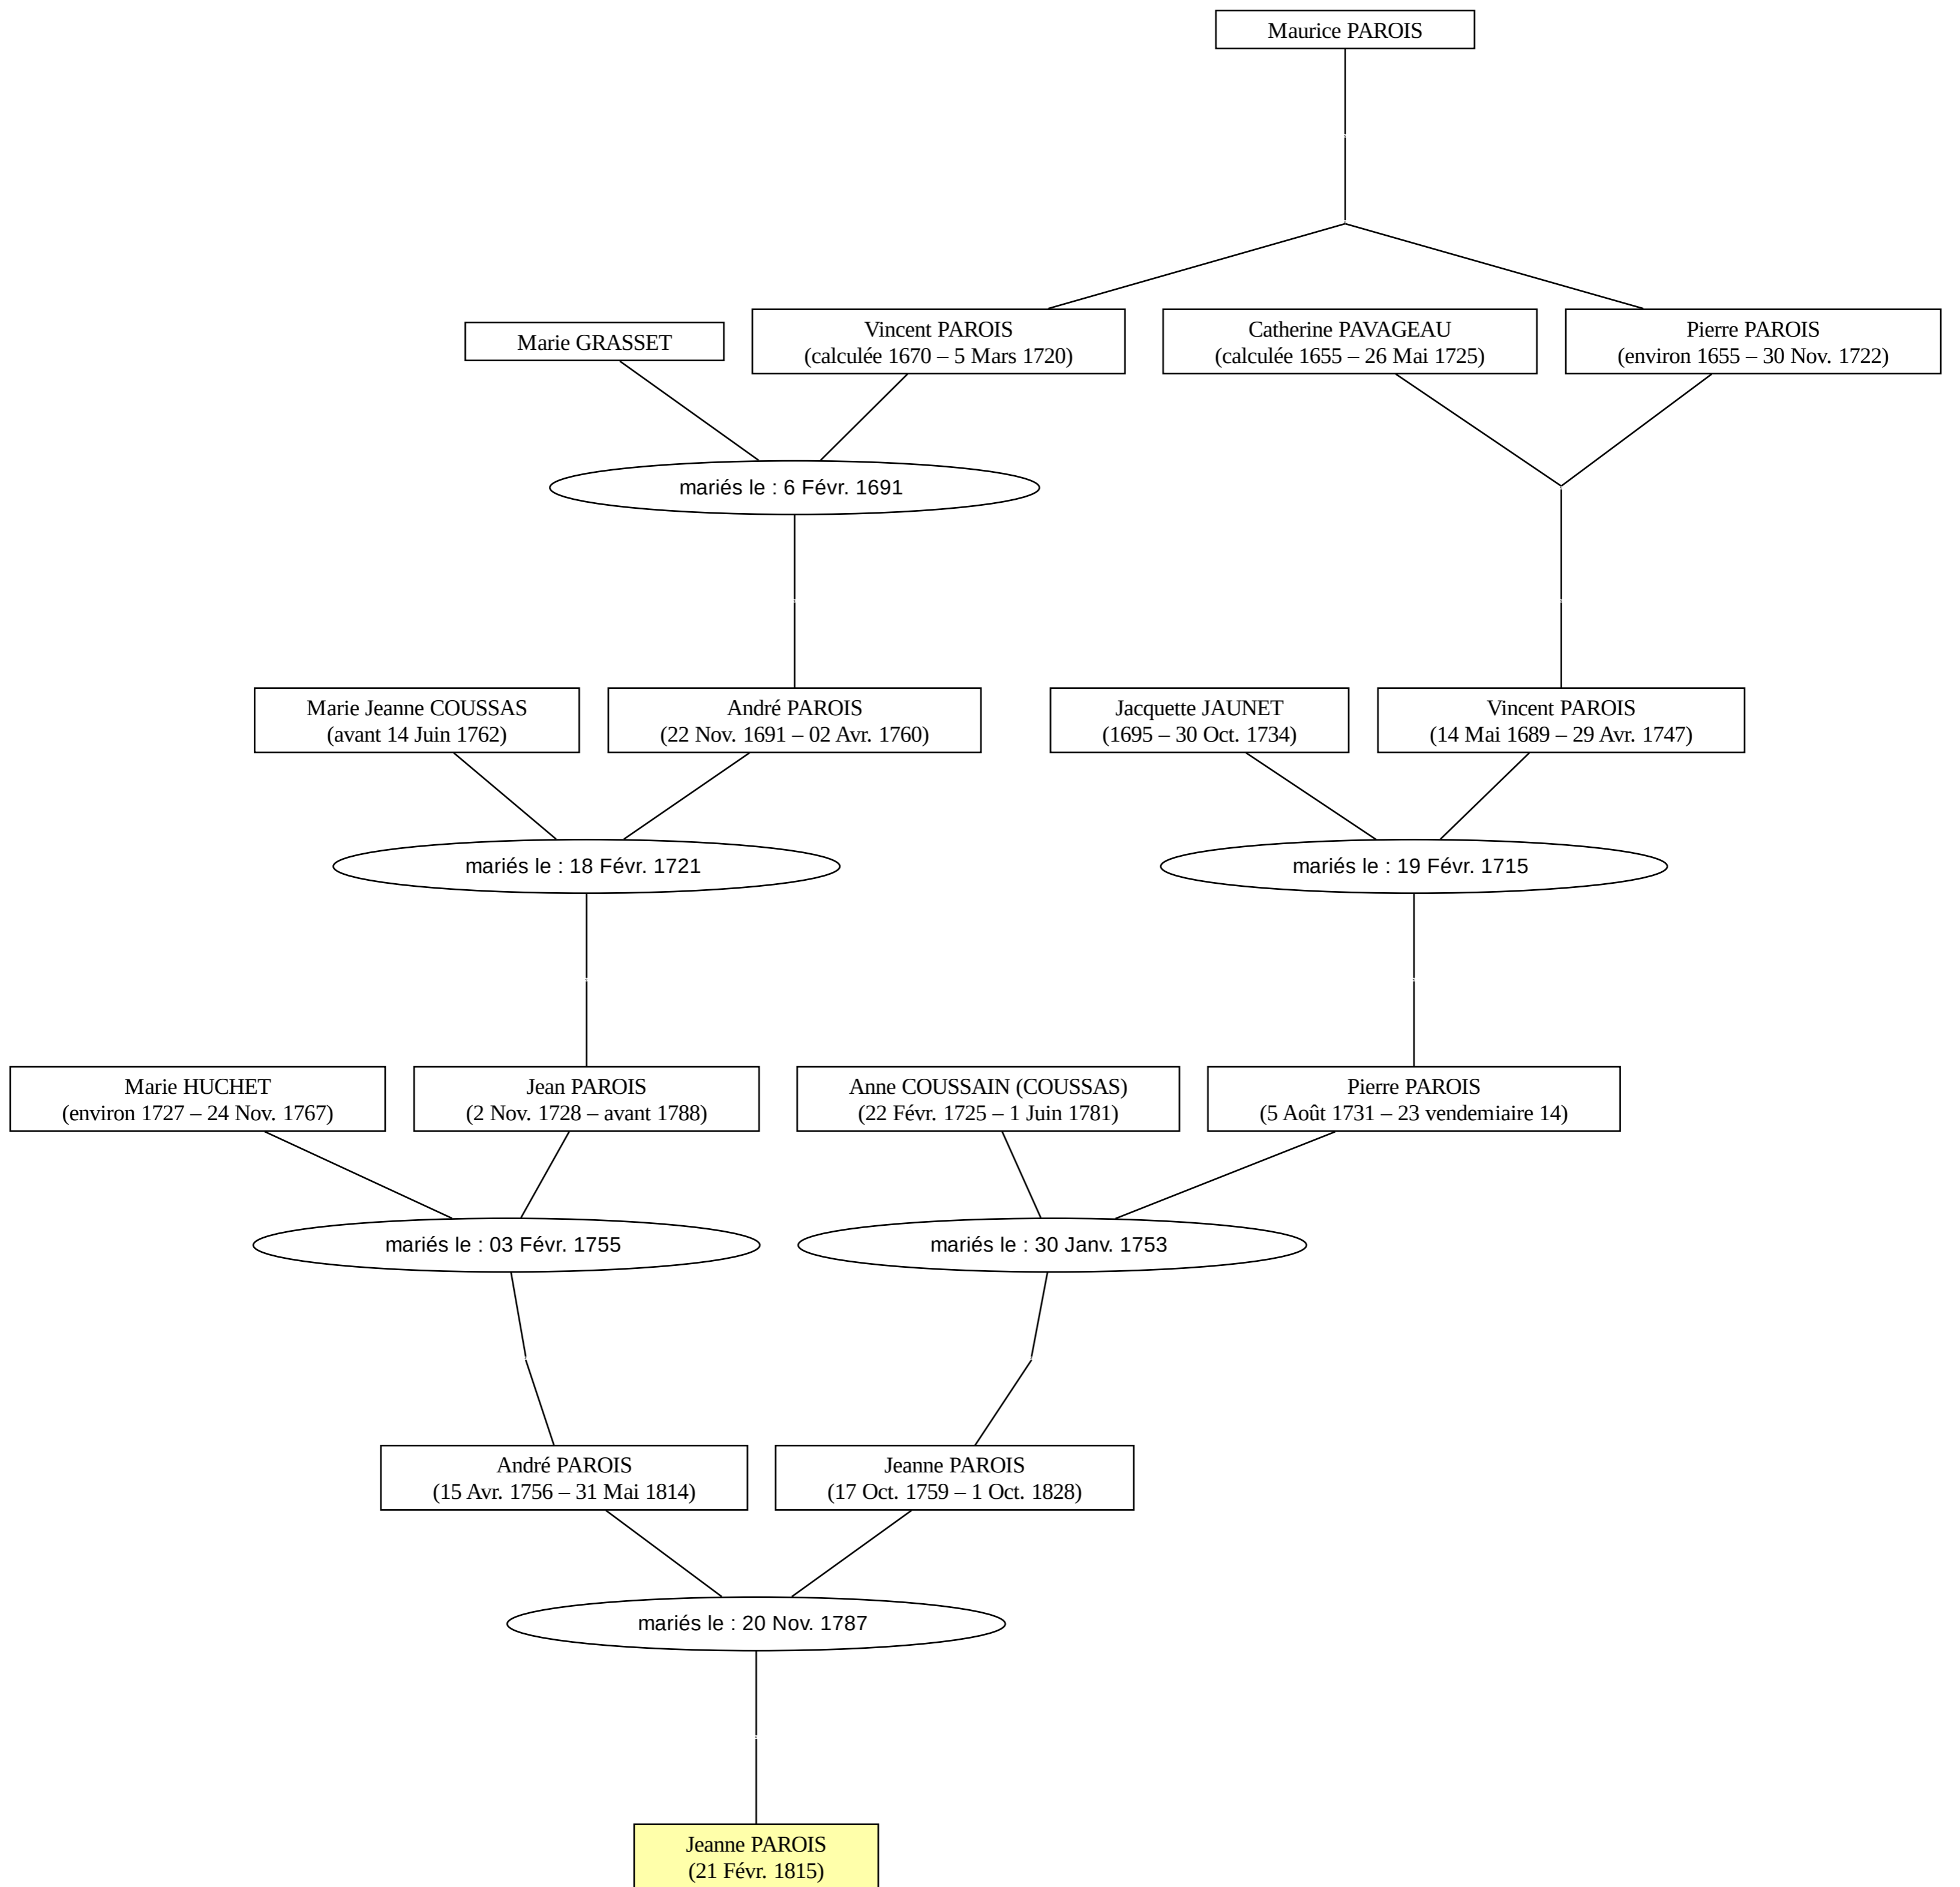 Maurice PAROIS
Marie GRASSET
Vincent PAROIS
(calculée 1670 – 5 Mars 1720)
Catherine PAVAGEAU
(calculée 1655 – 26 Mai 1725)
Pierre PAROIS
(environ 1655 – 30 Nov. 1722)
mariés le : 6 Févr. 1691
Marie Jeanne COUSSAS
(avant 14 Juin 1762)
André PAROIS
(22 Nov. 1691 – 02 Avr. 1760)
Jacquette JAUNET
(1695 – 30 Oct. 1734)
Vincent PAROIS
(14 Mai 1689 – 29 Avr. 1747)
mariés le : 18 Févr. 1721
mariés le : 19 Févr. 1715
Marie HUCHET
(environ 1727 – 24 Nov. 1767)
Jean PAROIS
(2 Nov. 1728 – avant 1788)
Anne COUSSAIN (COUSSAS)
(22 Févr. 1725 – 1 Juin 1781)
Pierre PAROIS
(5 Août 1731 – 23 vendemiaire 14)
mariés le : 03 Févr. 1755
mariés le : 30 Janv. 1753
André PAROIS
(15 Avr. 1756 – 31 Mai 1814)
Jeanne PAROIS
(17 Oct. 1759 – 1 Oct. 1828)
mariés le : 20 Nov. 1787
Jeanne PAROIS
(21 Févr. 1815)